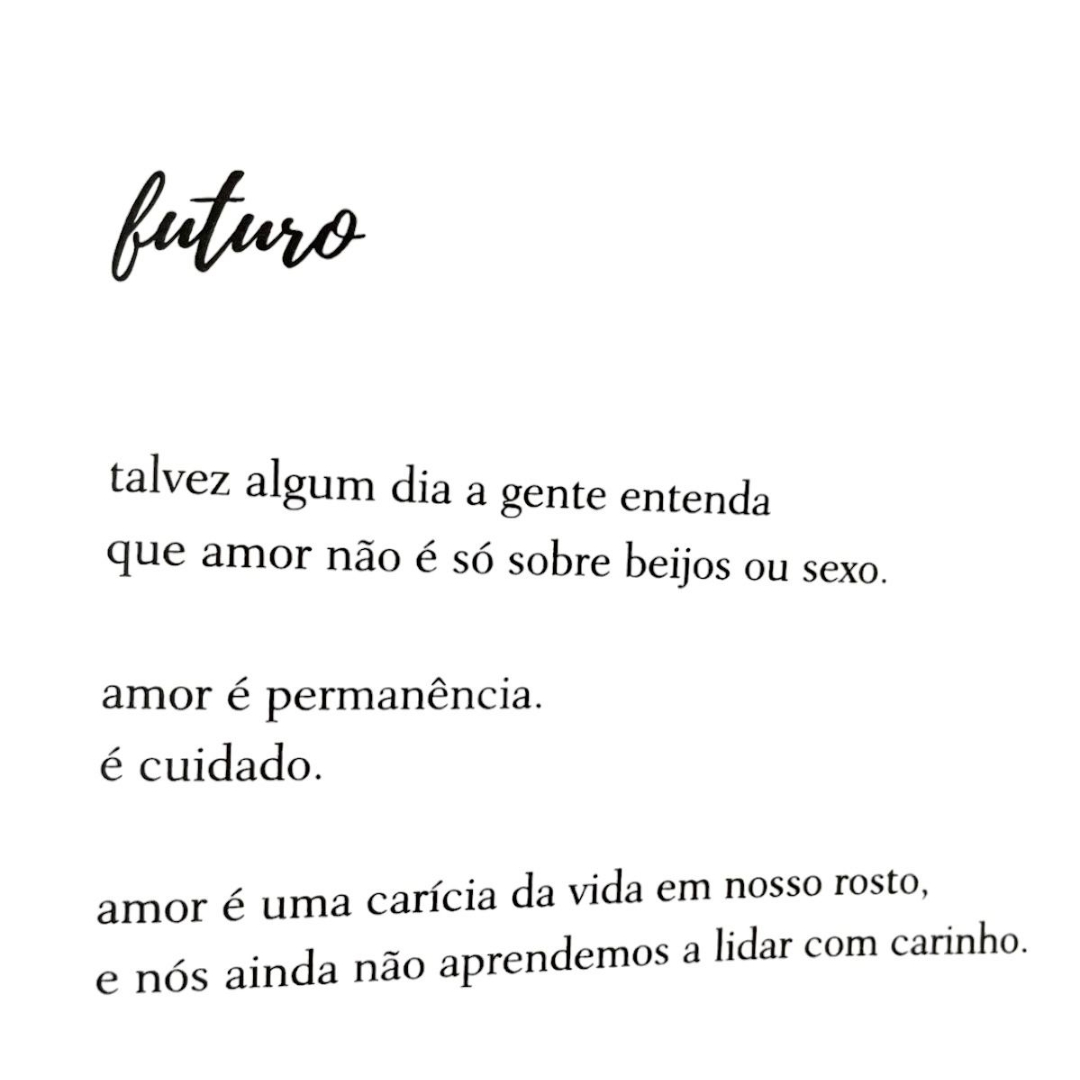 futuro
talvez algum dia a gente entenda
que amor não é só sobre beijos ou sexo.
amor é permanência.
é cuidado.
amor é uma carícia da vida em nosso rosto,
e nós ainda não aprendemos a lidar com carinho.